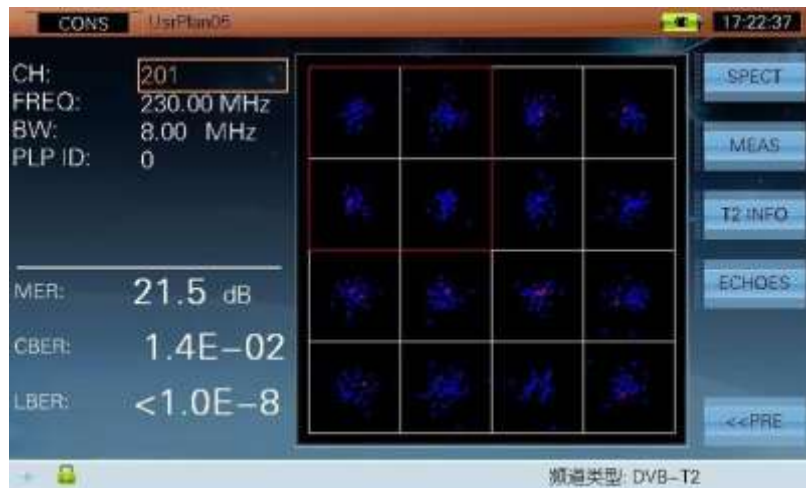 CONS UsrPlan05 17:22:37
CH: 201
FREQ: 230.00 MHz
BW: 8.00 MHz
PLP ID: 0
MER: 21.5 dB
CBER: 1.4E-02
LBER: <1.0E-8
SPECT
MEAS
T2 INFO
ECHOES
<<PRE
频道类型: DVB-T2